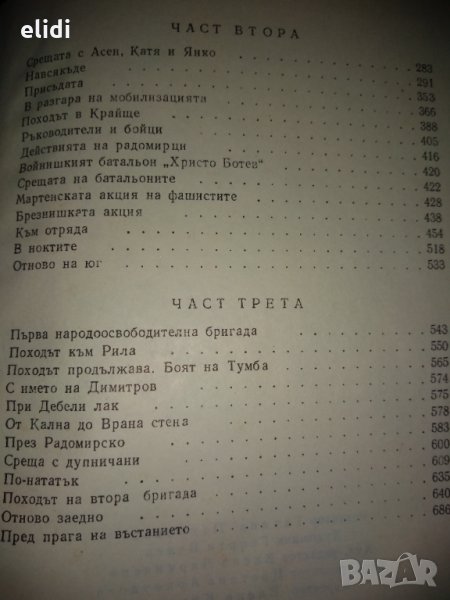 elidi
ЧАСТ ВТОРА
Срещата с Асен, Катя и Янко 283
Навсякъде 291
Присъдата 353
В разгара на мобилизацията 366
Походът в Крайще 388
Ръководители и бойци 405
Действията на радомирци 416
Войнишкият батальон „Христо Ботев“ 420
Срещата на батальоните 422
Мартенската акция на фашистите 428
Брезнишката акция 438
Към отряда 454
В ноктите 518
Отново на юг 533
ЧАСТ ТРЕТА
Първа народоосвободителна бригада 543
Походът към Рила 550
Походът продължава. Боят на Тумба 565
С името на Димитров 574
При Дебели лак 575
От Кална до Врана стена 578
През Радомирско 583
Среща с дупничани 600
По-нататък 609
Походът на втора бригада 635
Отново заедно 640
Пред прага на въстанието 686
BAZAR